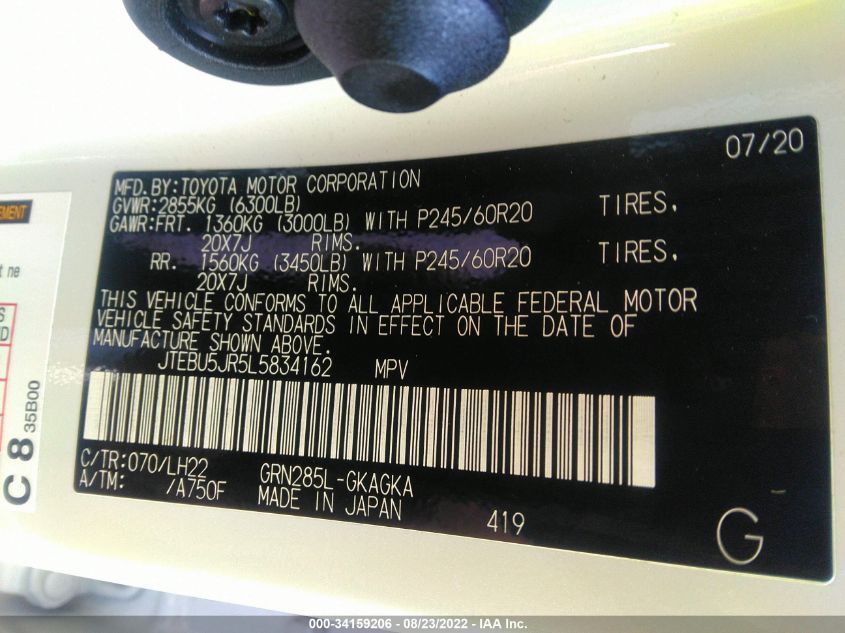 07/20
MFD.BY:TOYOTA MOTOR CORPORATION
GVWR:2855KG (6300LB)
GAWR:FRT. 1360KG (3000LB) WITH P245/60R20 TIRES,
20X7J RIMS.
RR. 1560KG (3450LB) WITH P245/60R20 TIRES,
20X7J RIMS.
THIS VEHICLE CONFORMS TO ALL APPLICABLE FEDERAL MOTOR
VEHICLE SAFETY STANDARDS IN EFFECT ON THE DATE OF
MANUFACTURE SHOWN ABOVE.
JTEBU5JR5L5834162 MPV
C/TR:070/LH22 GRN285L-GKAGKA
A/TM: /A750F MADE IN JAPAN
419
G
C 8 35B00
000-34159206 - 08/23/2022 - IAA Inc.